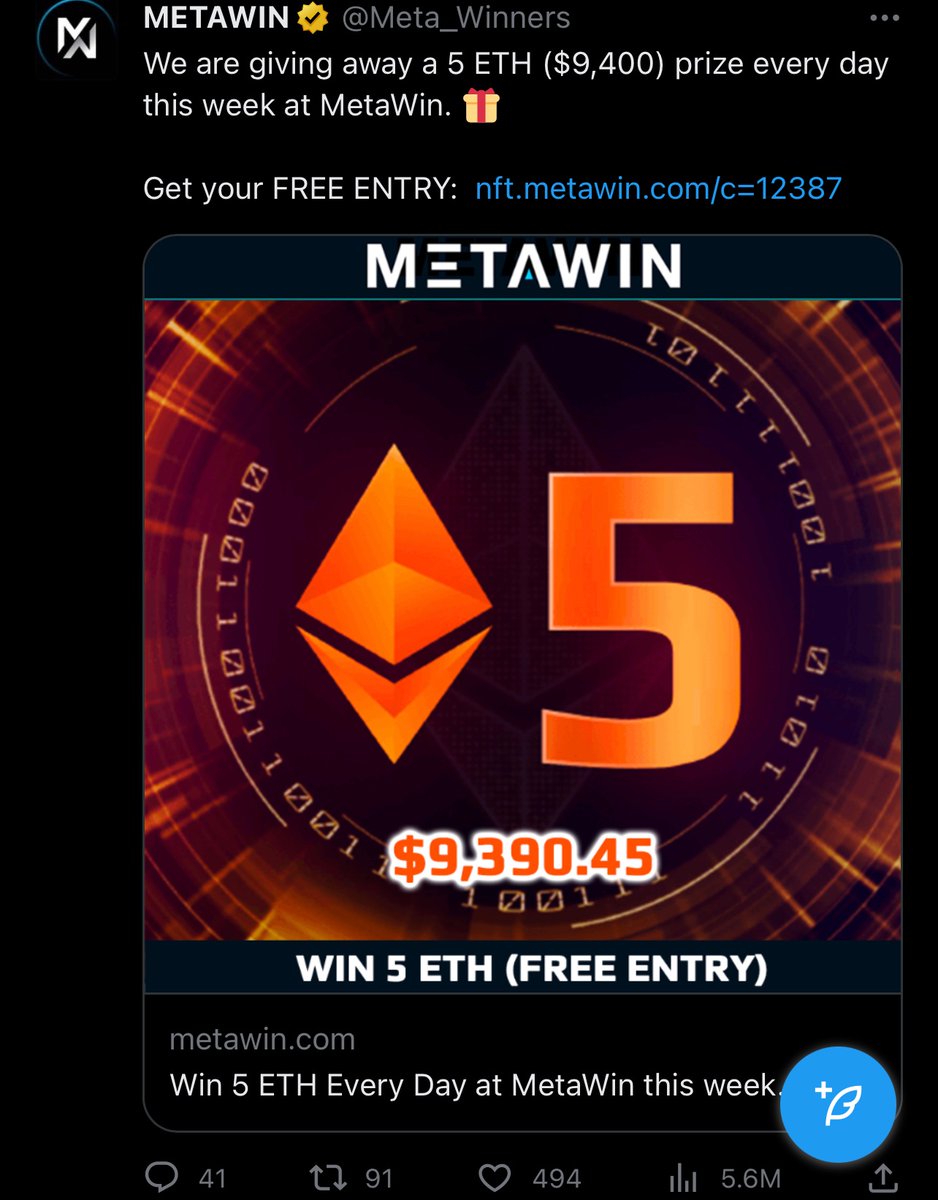 METAWIN @Meta_Winners
We are giving away a 5 ETH ($9,400) prize every day
this week at MetaWin. 🎁
Get your FREE ENTRY: nft.metawin.com/c=12387
METAWIN
5
$9,390.45
WIN 5 ETH (FREE ENTRY)
metawin.com
Win 5 ETH Every Day at MetaWin this week.
41 91 494 5.6M